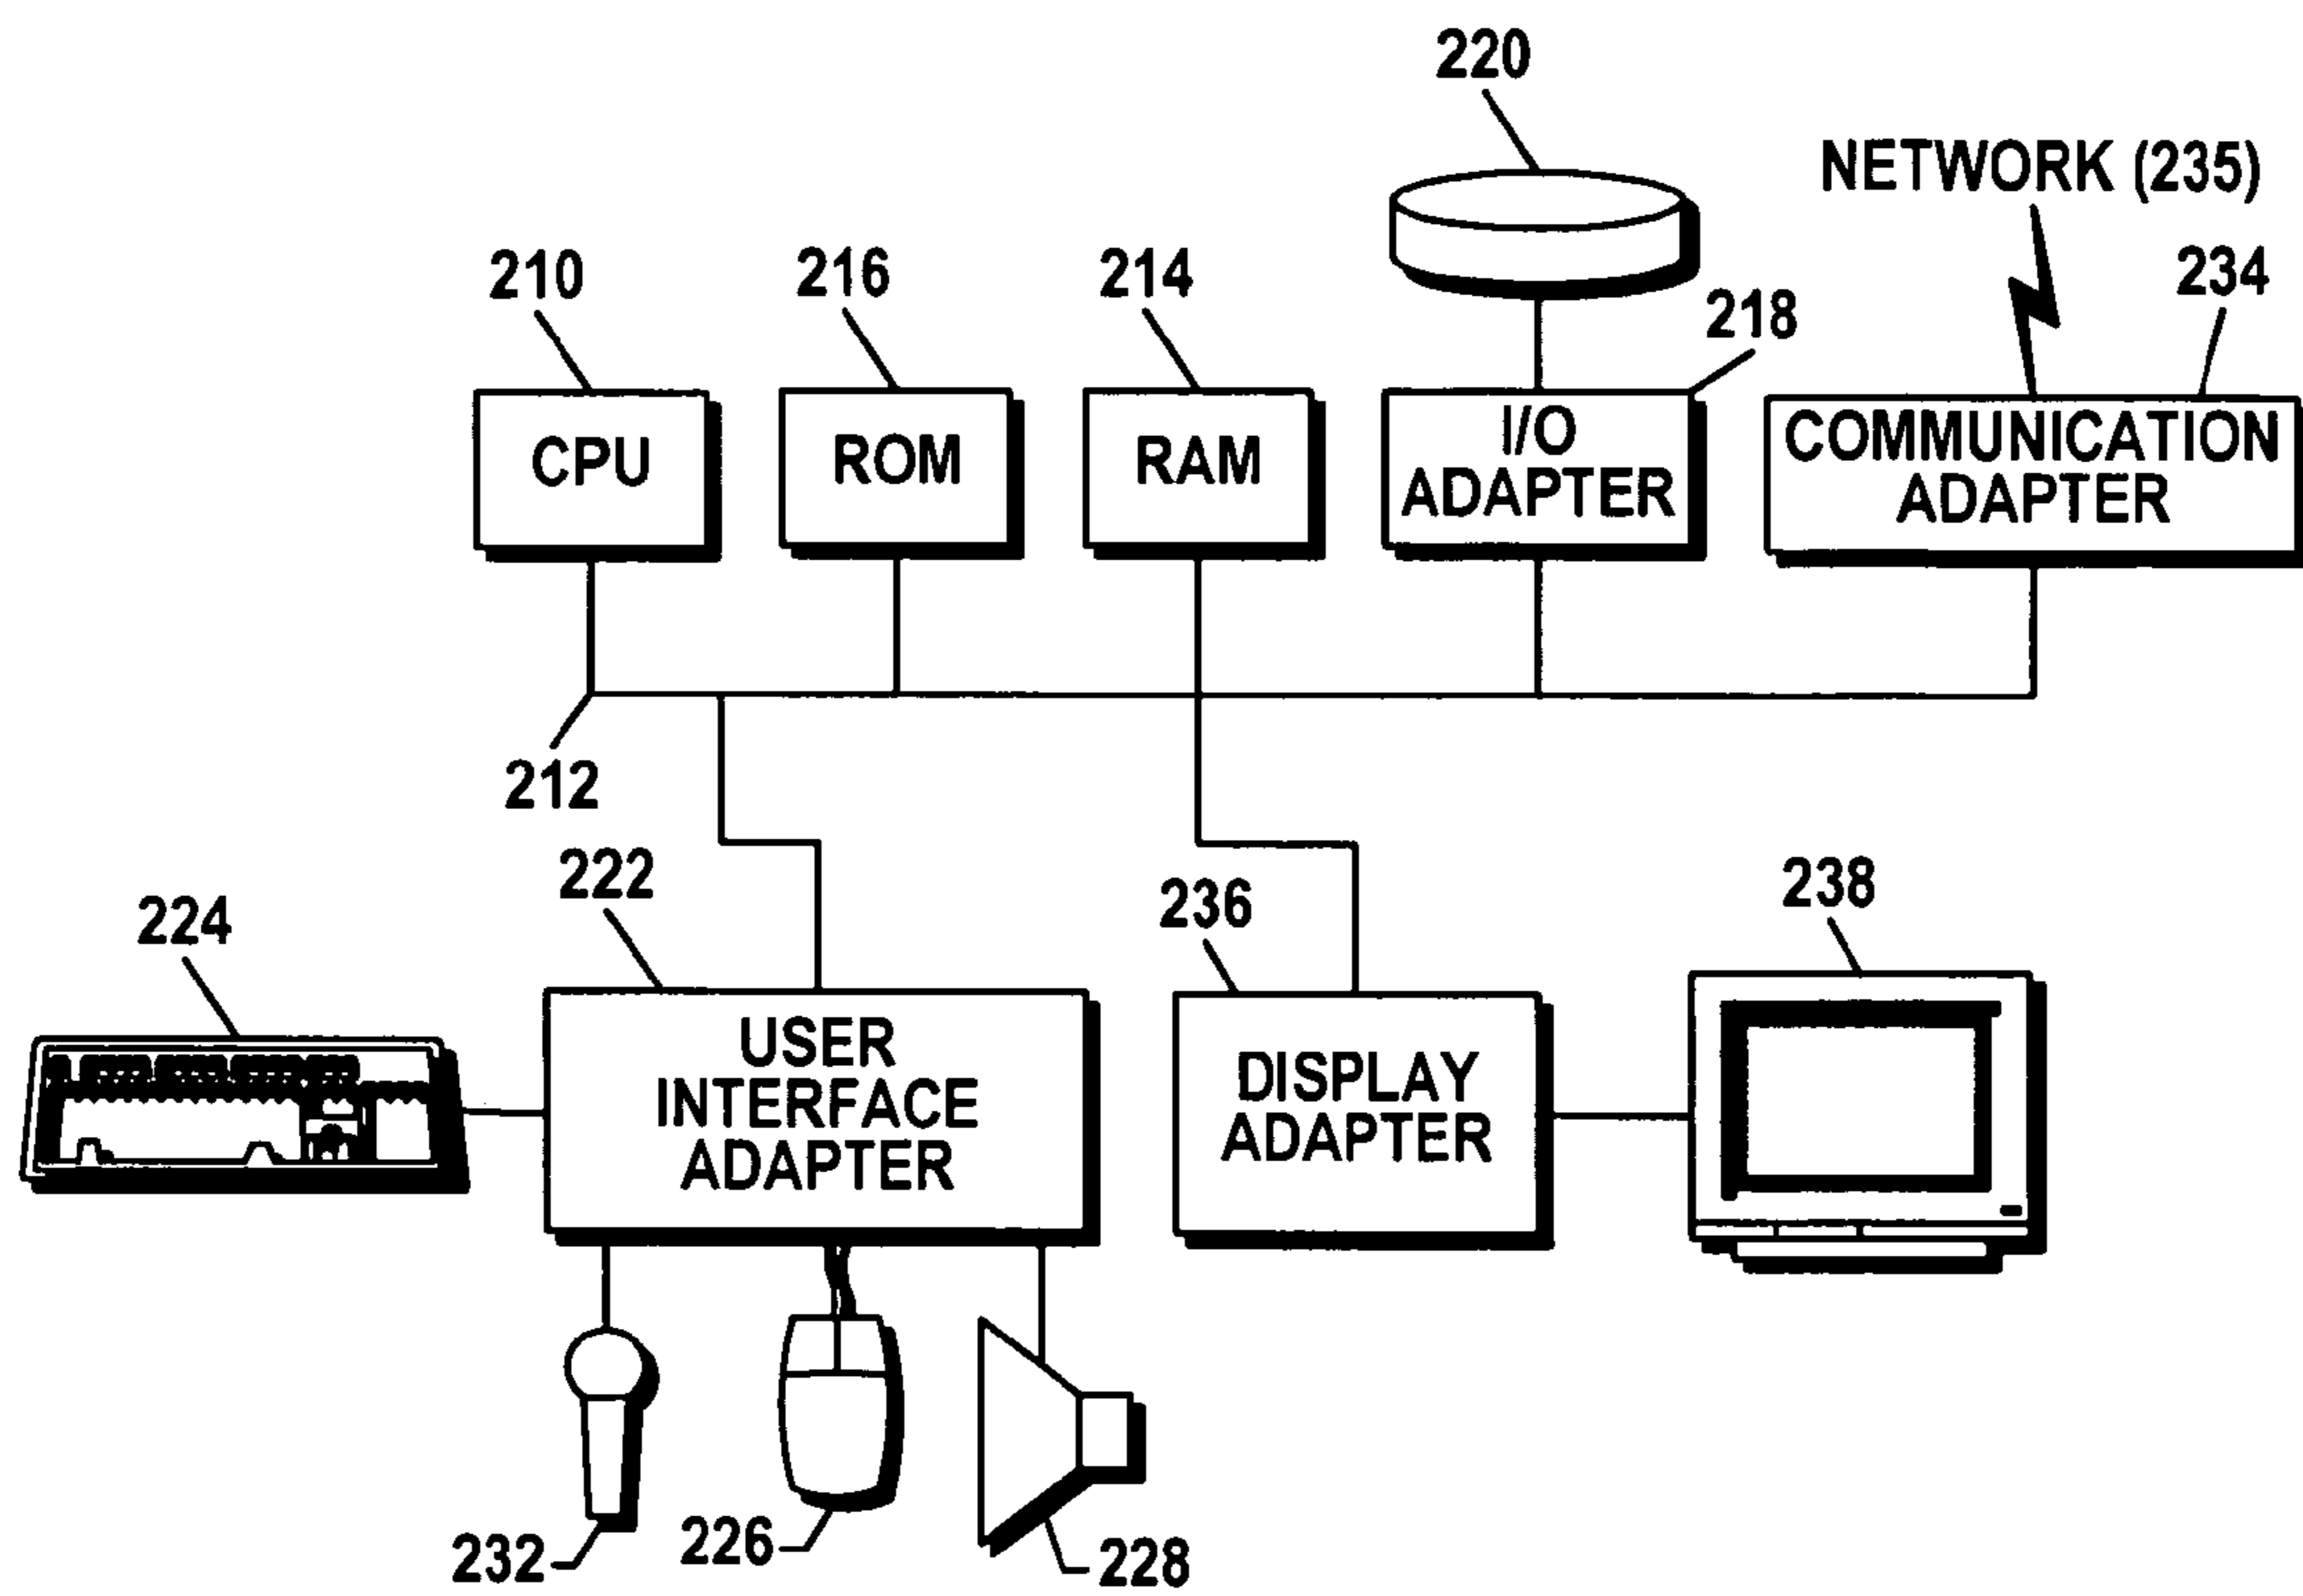 220
NETWORK (235)
210
216
214
218
234
CPU
ROM
RAM
I/O
ADAPTER
COMMUNICATION
ADAPTER
212
222
224
236
238
USER
INTERFACE
ADAPTER
DISPLAY
ADAPTER
232
226
228